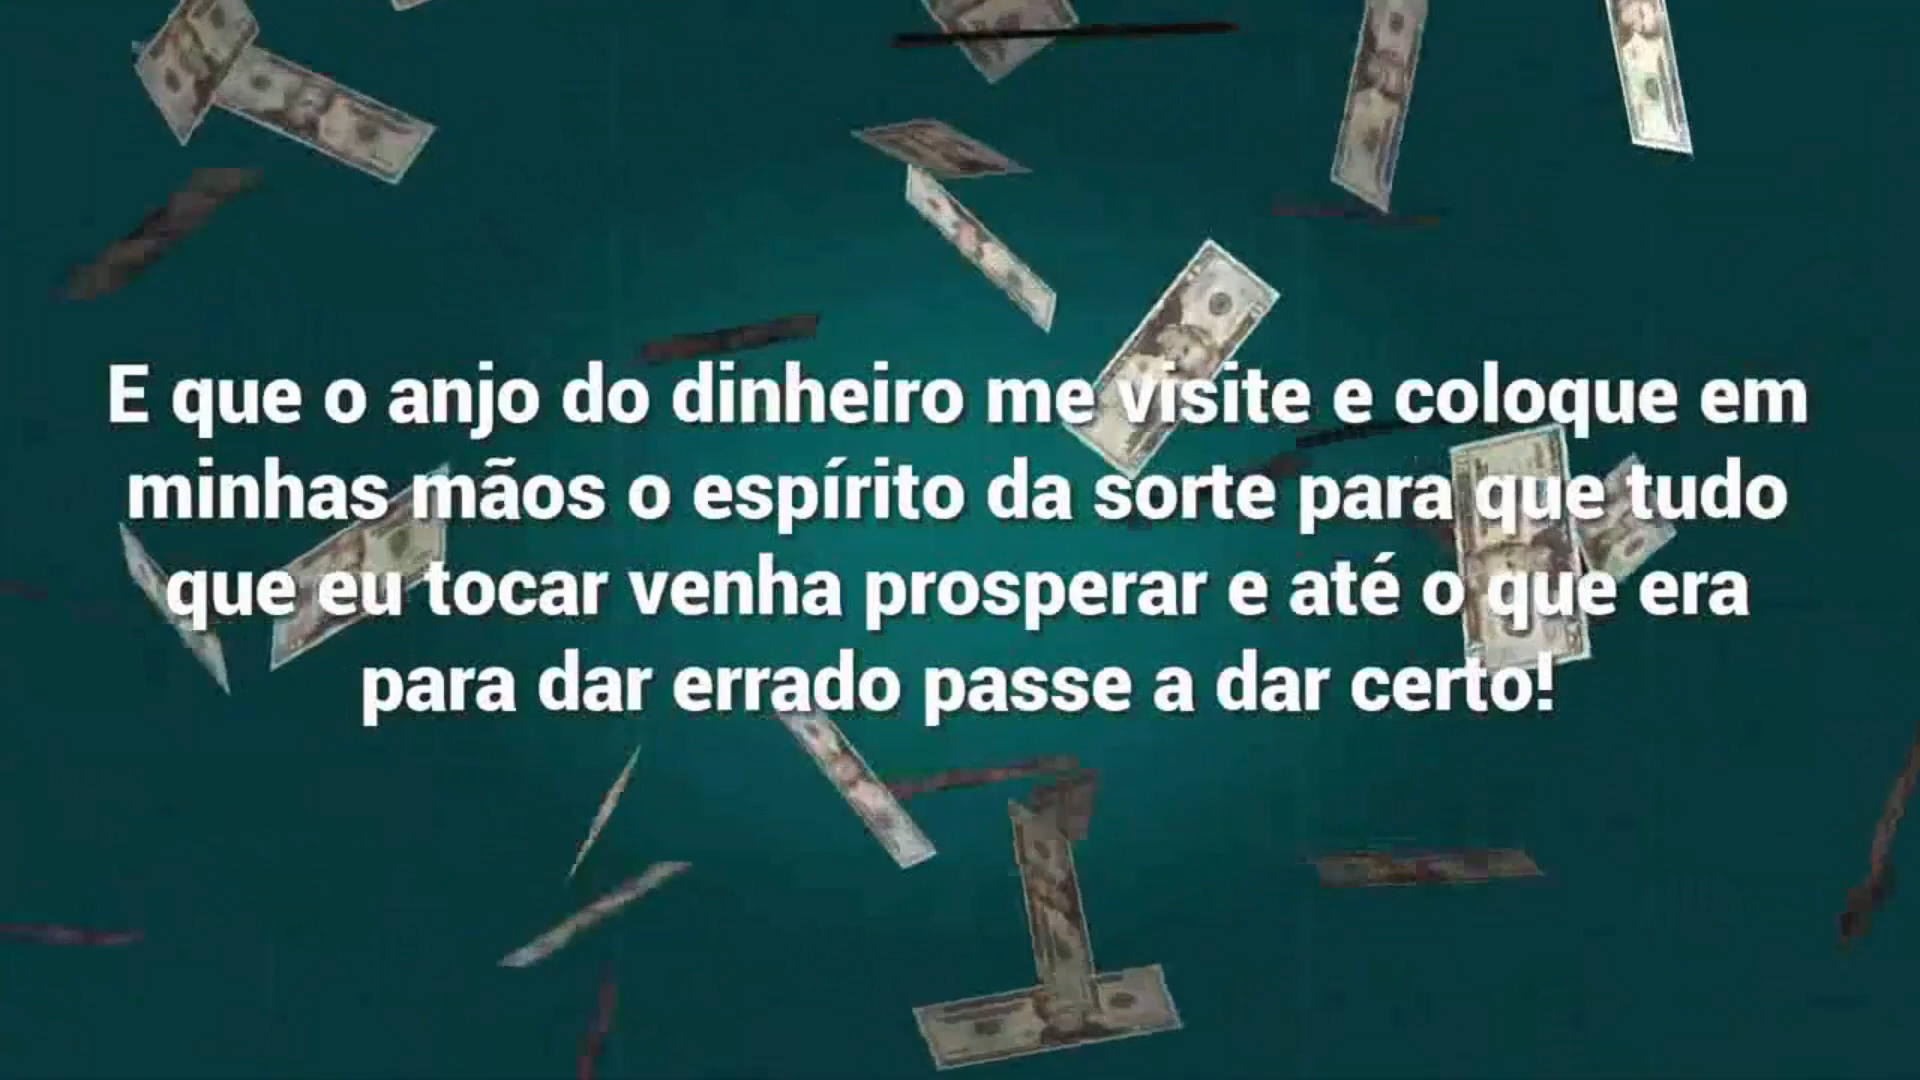 E que o anjo do dinheiro me visite e coloque em
minhas mãos o espírito da sorte para que tudo
que eu tocar venha prosperar e até o que era
para dar errado passe a dar certo!